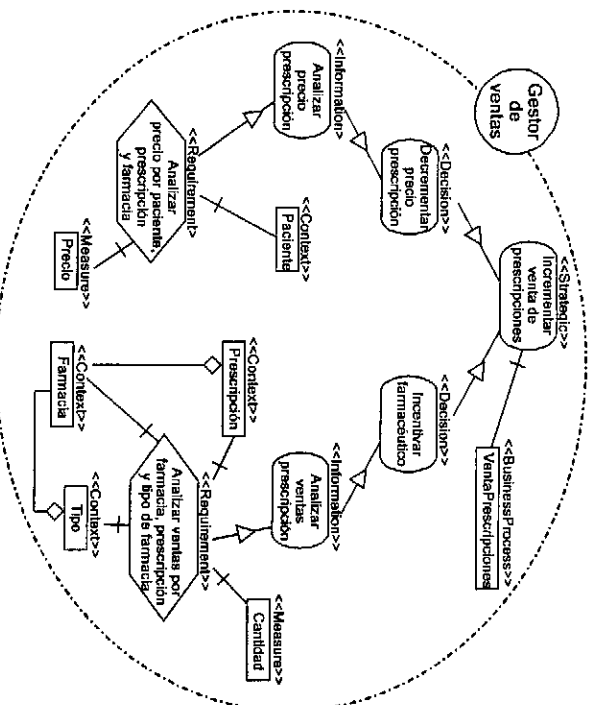 Gestor
de
ventas
<<Strategic>>
Incrementar
venta de
prescripciones
<<BusinessProcess>>
VentaPrescripciones
<<Decision>>
Decrementar
precio
prescripción
<<Decision>>
Incentivar
farmacéutico
<<Information>>
Analizar
precio
prescripción
<<Information>>
Analizar
ventas
prescripción
<<Requirement>
Analizar
precio por paciente,
prescripción
y farmacia
<<Context>>
Paciente
<<Measure>>
Precio
<<Context>>
Prescripción
<<Requirement>>
Analizar ventas por
farmacia, prescripción
y tipo de farmacia
<<Measure>>
Cantidad
<<Context>>
Farmacia
<<Context>>
Tipo